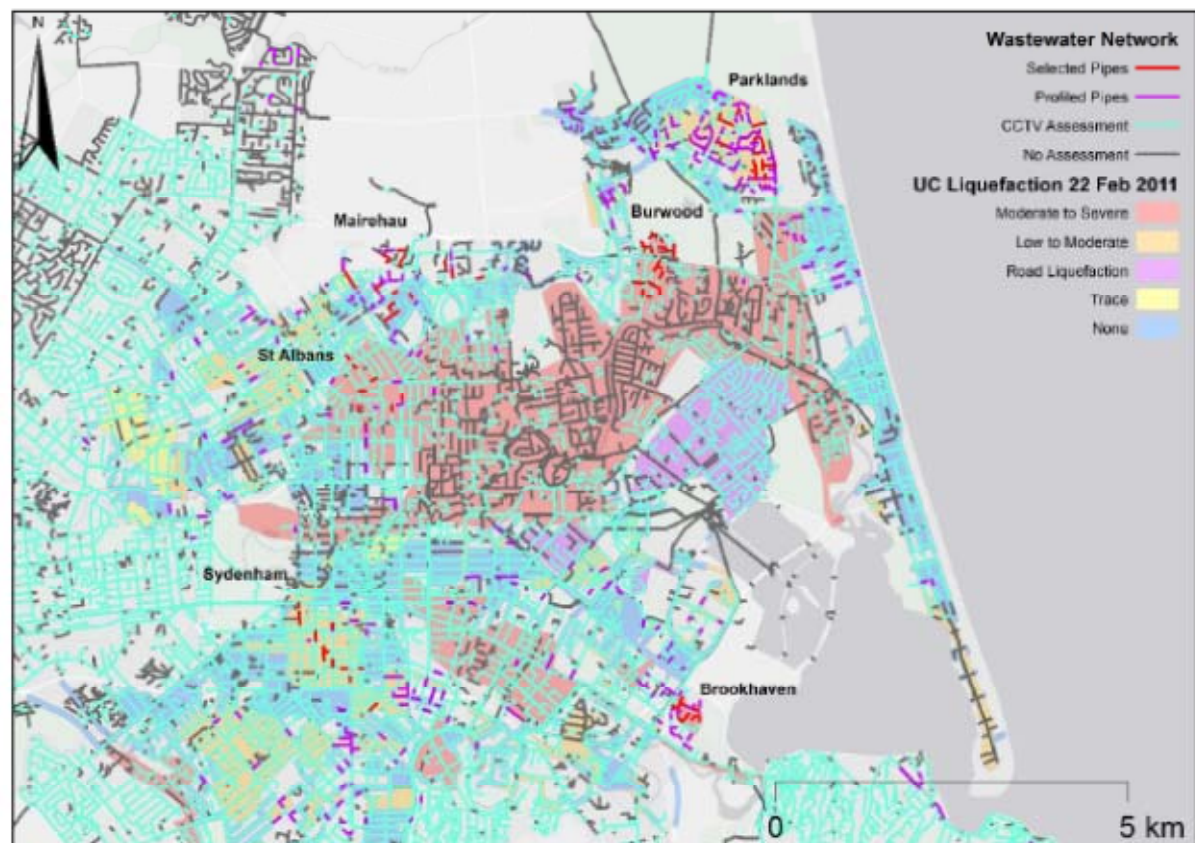 N
Wastewater Network
Selected Pipes
Profiled Pipes
CCTV Assessment
No Assessment
UC Liquefaction 22 Feb 2011
Moderate to Severe
Low to Moderate
Road Liquefaction
Trace
None
Parklands
Mairehau
Burwood
St Albans
Sydenham
Brookhaven
0
5 km